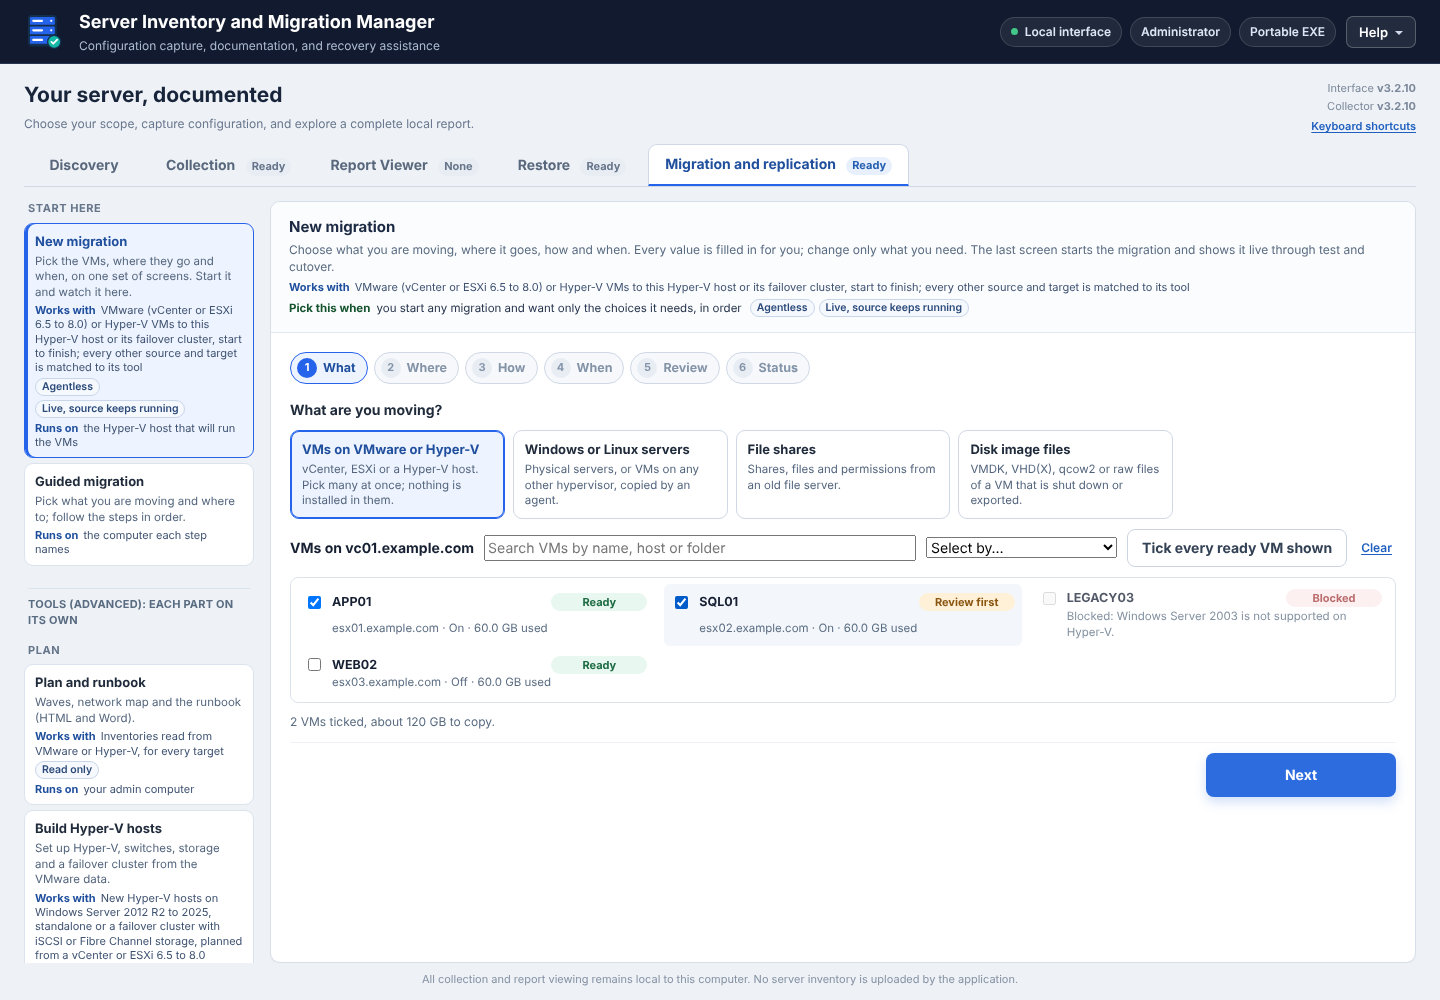 Server Inventory and Migration Manager
Configuration capture, documentation, and recovery assistance
Local interface
Administrator
Portable EXE
Help
Your server, documented
Choose your scope, capture configuration, and explore a complete local report.
Interface v3.2.10
Collector v3.2.10
Keyboard shortcuts
Discovery
Collection Ready
Report Viewer None
Restore Ready
Migration and replication Ready
START HERE
New migration
Pick the VMs, where they go and
when, on one set of screens. Start it
and watch it here.
Works with VMware (vCenter or ESXi
6.5 to 8.0) or Hyper-V VMs to this
Hyper-V host or its failover cluster, start
to finish; every other source and target
is matched to its tool
Agentless
Live, source keeps running
Runs on the Hyper-V host that will run
the VMs
Guided migration
Pick what you are moving and where
to; follow the steps in order.
Runs on the computer each step
names
TOOLS (ADVANCED): EACH PART ON
ITS OWN
PLAN
Plan and runbook
Waves, network map and the runbook
(HTML and Word).
Works with Inventories read from
VMware or Hyper-V, for every target
Read only
Runs on your admin computer
Build Hyper-V hosts
Set up Hyper-V, switches, storage
and a failover cluster from the
VMware data.
Works with New Hyper-V hosts on
Windows Server 2012 R2 to 2025,
standalone or a failover cluster with
iSCSI or Fibre Channel storage, planned
from a vCenter or ESXi 6.5 to 8.0
New migration
Choose what you are moving, where it goes, how and when. Every value is filled in for you; change only what you need. The last screen starts the migration and shows it live through test and
cutover.
Works with VMware (vCenter or ESXi 6.5 to 8.0) or Hyper-V VMs to this Hyper-V host or its failover cluster, start to finish; every other source and target is matched to its tool
Pick this when you start any migration and want only the choices it needs, in order Agentless Live, source keeps running
1 What
2 Where
3 How
4 When
5 Review
6 Status
What are you moving?
VMs on VMware or Hyper-V
vCenter, ESXi or a Hyper-V host.
Pick many at once; nothing is
installed in them.
Windows or Linux servers
Physical servers, or VMs on any
other hypervisor, copied by an
agent.
File shares
Shares, files and permissions from
an old file server.
Disk image files
VMDK, VHD(X), qcow2 or raw files
of a VM that is shut down or
exported.
VMs on vc01.example.com
Search VMs by name, host or folder
Select by...
Tick every ready VM shown
Clear
APP01 Ready
esx01.example.com · On · 60.0 GB used
SQL01 Review first
esx02.example.com · On · 60.0 GB used
LEGACY03 Blocked
Blocked: Windows Server 2003 is not supported on
Hyper-V.
WEB02 Ready
esx03.example.com · Off · 60.0 GB used
2 VMs ticked, about 120 GB to copy.
Next
All collection and report viewing remains local to this computer. No server inventory is uploaded by the application.